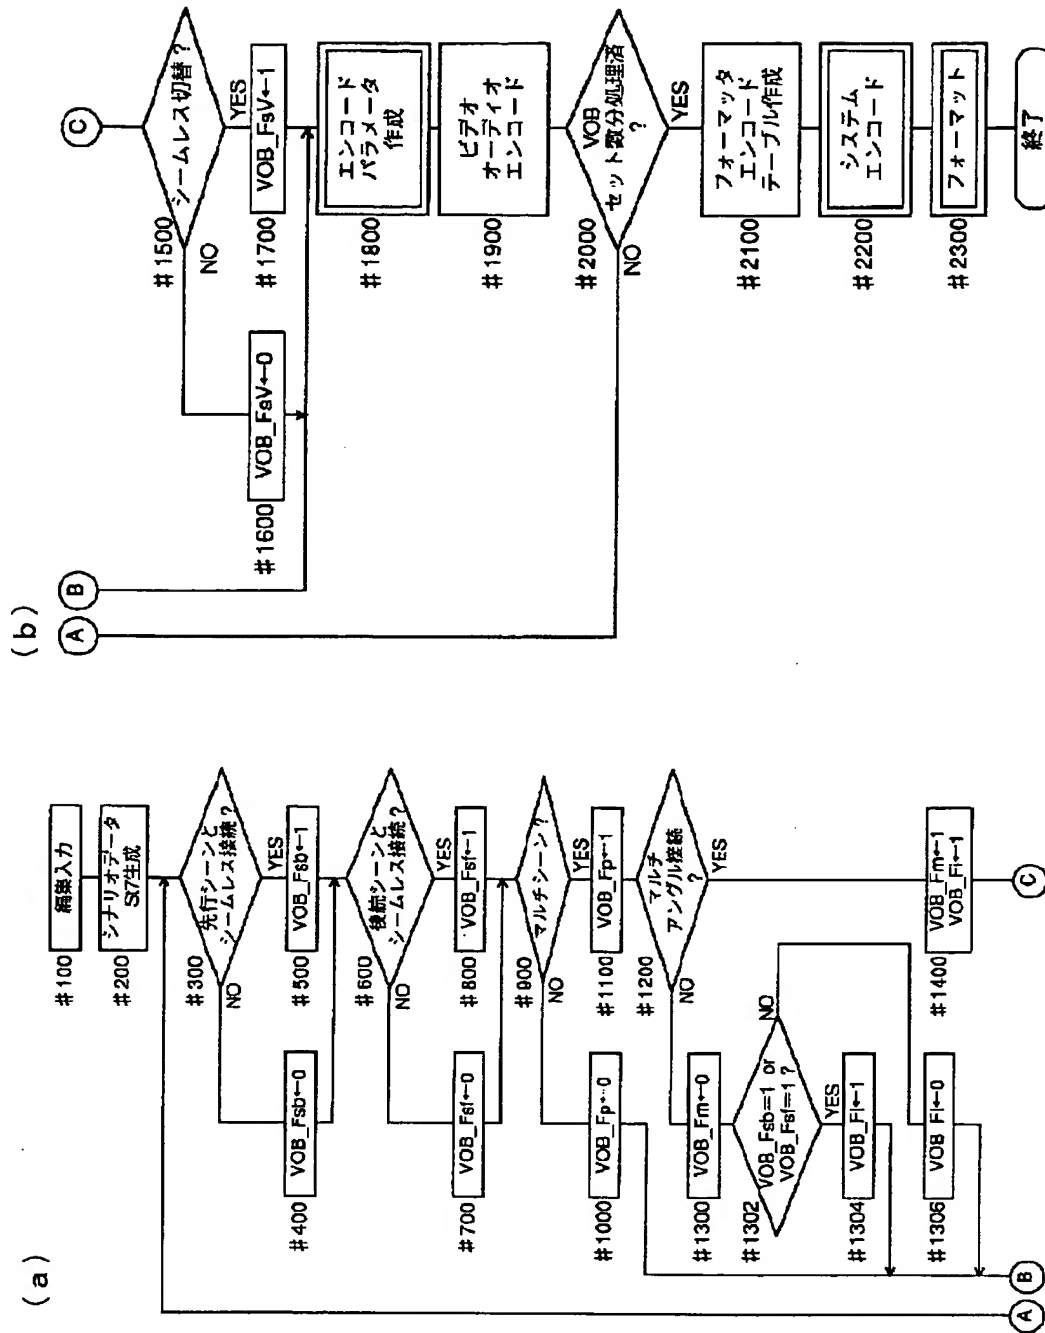 (a)
#100
編集入力
#200
シナリオデータ
St7生成
#300
先行シーンと
シームレス接続?
NO
YES
#400
VOB_Fsb←0
#500
VOB_Fsb←1
#600
後続シーンと
シームレス接続?
NO
YES
#700
VOB_Fsf←0
#800
VOB_Fsf←1
#900
マルチシーン?
NO
YES
#1000
VOB_Fp←0
#1100
VOB_Fp←1
#1200
マルチ
アングル接続
?
NO
YES
#1300
VOB_Fm←0
#1302
VOB_Fsb=1 or
VOB_Fsf=1?
NO
YES
#1304
VOB_Fi←1
#1306
VOB_Fi←0
#1400
VOB_Fm←1
VOB_Fi←1
A
B
C
(b)
A
B
C
#1500
シームレス切替?
NO
YES
#1600
VOB_FsV←0
#1700
VOB_FsV←1
#1800
エンコード
パラメータ
作成
#1900
ビデオ
オーディオ
エンコード
#2000
VOB
セット数分処理済
?
NO
YES
#2100
フォーマッタ
エンコード
テーブル作成
#2200
システム
エンコード
#2300
フォーマット
終了